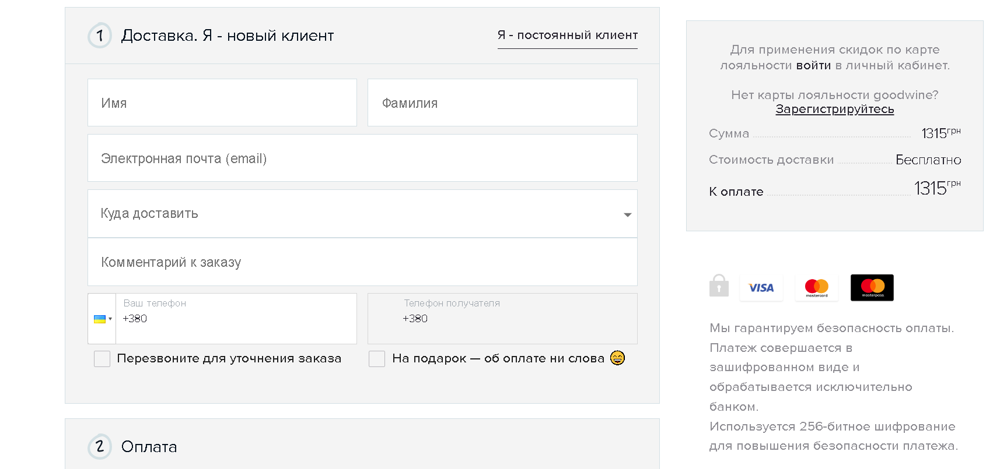 1 Доставка. Я - новый клиент
Я - постоянный клиент
Имя
Фамилия
Электронная почта (email)
Куда доставить
Комментарий к заказу
Ваш телефон
+380
Телефон получателя
+380
Перезвоните для уточнения заказа
На подарок — об оплате ни слова 😄
2 Оплата
Для применения скидок по карте
лояльности войти в личный кабинет.
Нет карты лояльности goodwine?
Зарегистрируйтесь
Сумма 1315грн
Стоимость доставки Бесплатно
К оплате 1315грн
VISA
mastercard
masterpass
Мы гарантируем безопасность оплаты.
Платеж совершается в
зашифрованном виде и
обрабатывается исключительно
банком.
Используется 256-битное шифрование
для повышения безопасности платежа.